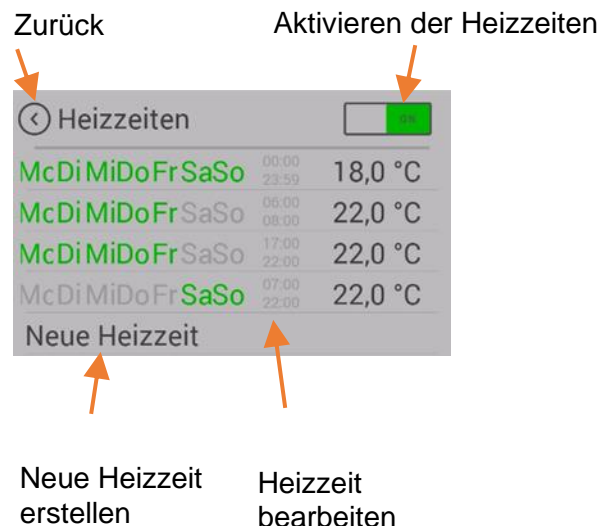 Zurück
Aktivieren der Heizzeiten
Heizzeiten ON
McDiMiDoFrSaSo 00:00 23:59 18,0 °C
McDiMiDoFrSaSo 06:00 08:00 22,0 °C
McDiMiDoFrSaSo 17:00 22:00 22,0 °C
McDiMiDoFrSaSo 07:00 22:00 22,0 °C
Neue Heizzeit
Neue Heizzeit
erstellen
Heizzeit
bearbeiten